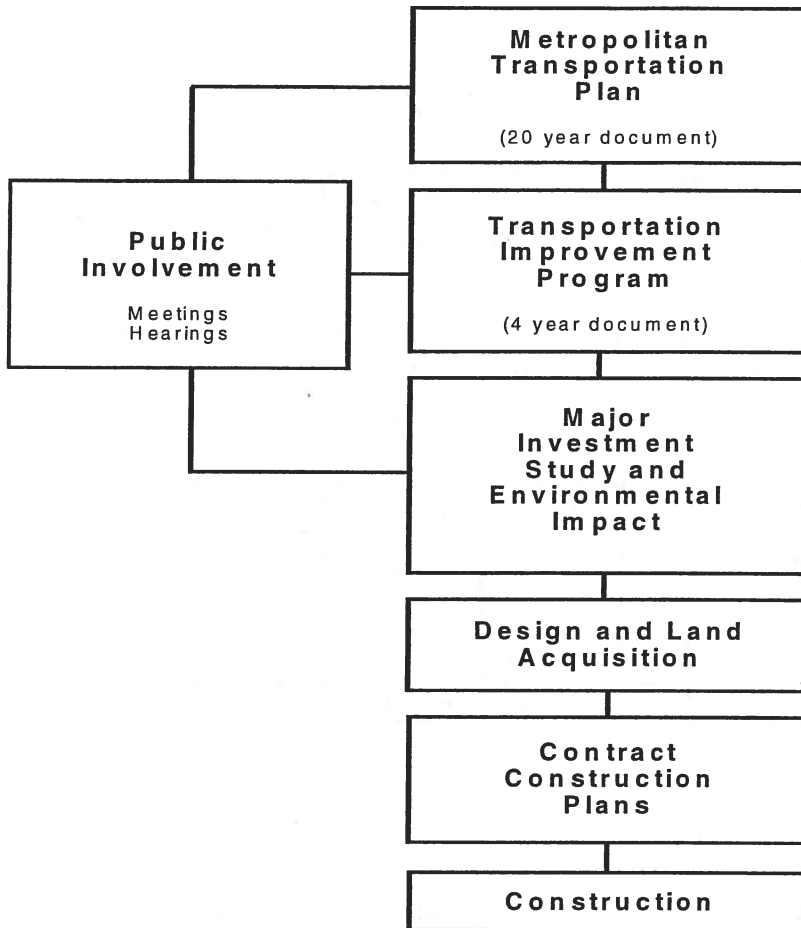 Metropolitan
Transportation
Plan
(20 year document)
Public
Involvement
Meetings
Hearings
Transportation
Improvement
Program
(4 year document)
Major
Investment
Study and
Environmental
Impact
Design and Land
Acquisition
Contract
Construction
Plans
Construction